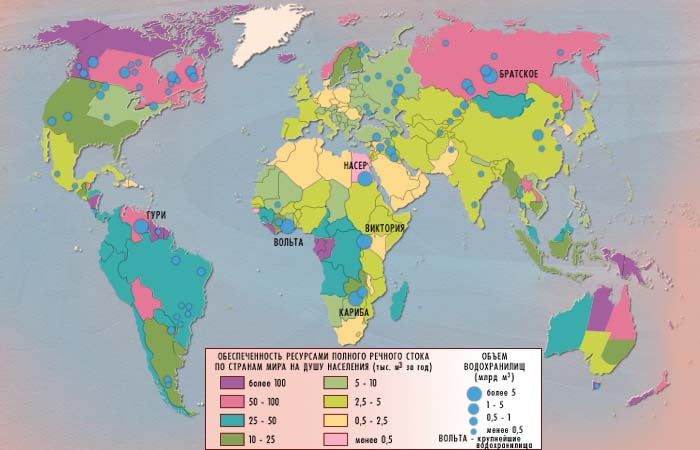 БРАТСКОЕ
НАСЕР
ГУРИ
ВОЛЬТА
ВИКТОРИЯ
КАРИБА
ОБЕСПЕЧЕННОСТЬ РЕСУРСАМИ ПОЛНОГО РЕЧНОГО СТОКА
ПО СТРАНАМ МИРА НА ДУШУ НАСЕЛЕНИЯ (тыс. м³ за год)
более 100
50 - 100
25 - 50
10 - 25
5 - 10
2,5 - 5
0,5 - 2,5
менее 0,5
ОБЪЕМ
ВОДОХРАНИЛИЩ
(млрд м³)
более 5
1 - 5
0,5 - 1
менее 0,5
ВОЛЬТА - крупнейшие
водохранилища